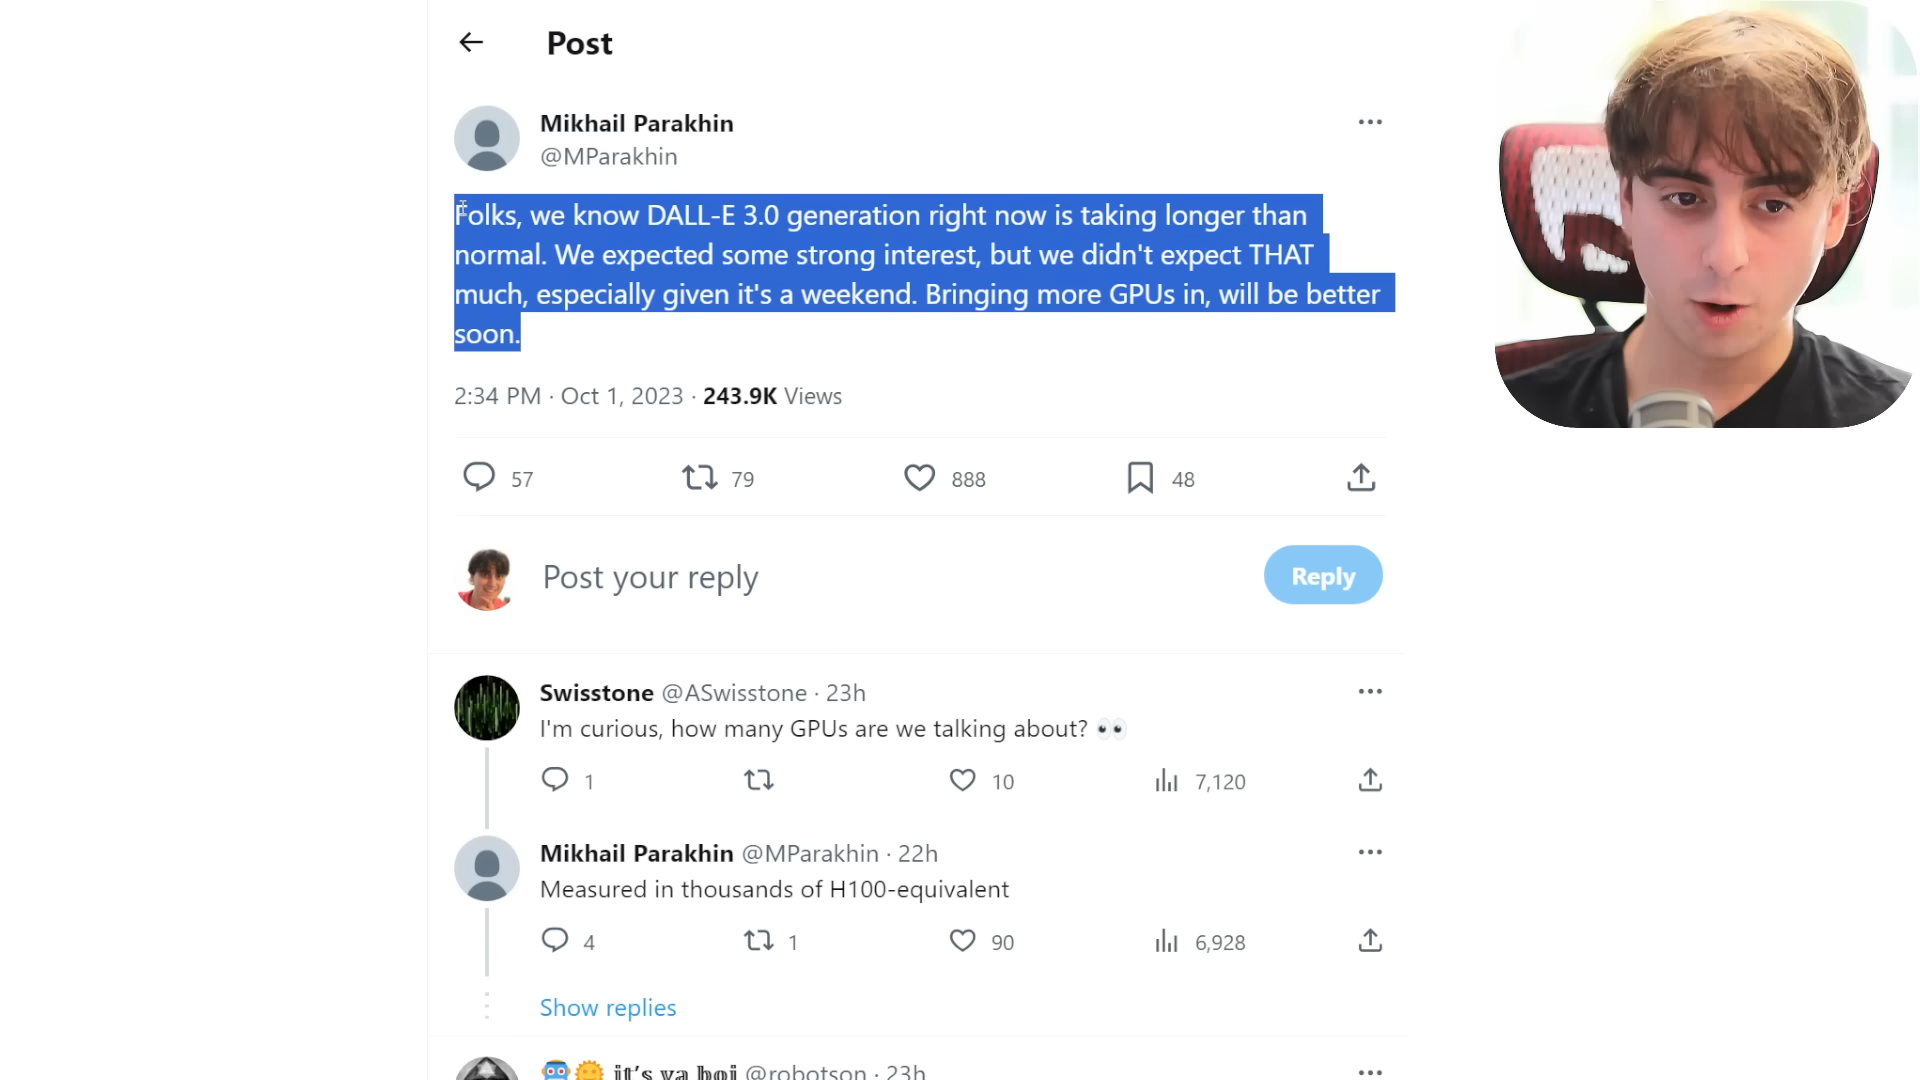 Post
Mikhail Parakhin
@MParakhin
Folks, we know DALL-E 3.0 generation right now is taking longer than
normal. We expected some strong interest, but we didn't expect THAT
much, especially given it's a weekend. Bringing more GPUs in, will be better
soon.
2:34 PM · Oct 1, 2023 · 243.9K Views
57 79 888 48
Post your reply
Reply
Swisstone @ASwisstone · 23h
I'm curious, how many GPUs are we talking about? 👀
1 10 7,120
Mikhail Parakhin @MParakhin · 22h
Measured in thousands of H100-equivalent
4 1 90 6,928
Show replies
🤖🌞 𝖎𝖙'𝖘 𝖞𝖆 𝖇𝖔𝖎 @robotson · 23h